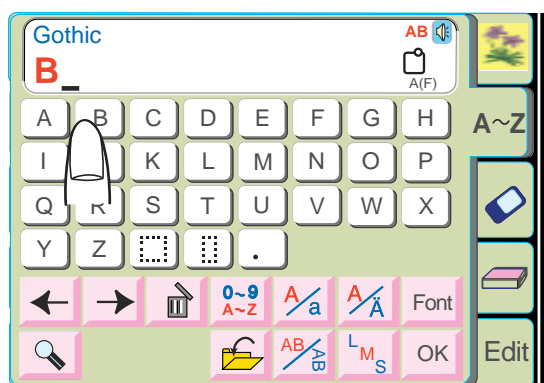 Gothic
AB
B_
A(F)
A B C D E F G H
A~Z
I K L M N O P
Q R S T U V W X
Y Z .
0~9
A~Z
A/a
A/Ä
Font
AB/AB
L M S
OK
Edit